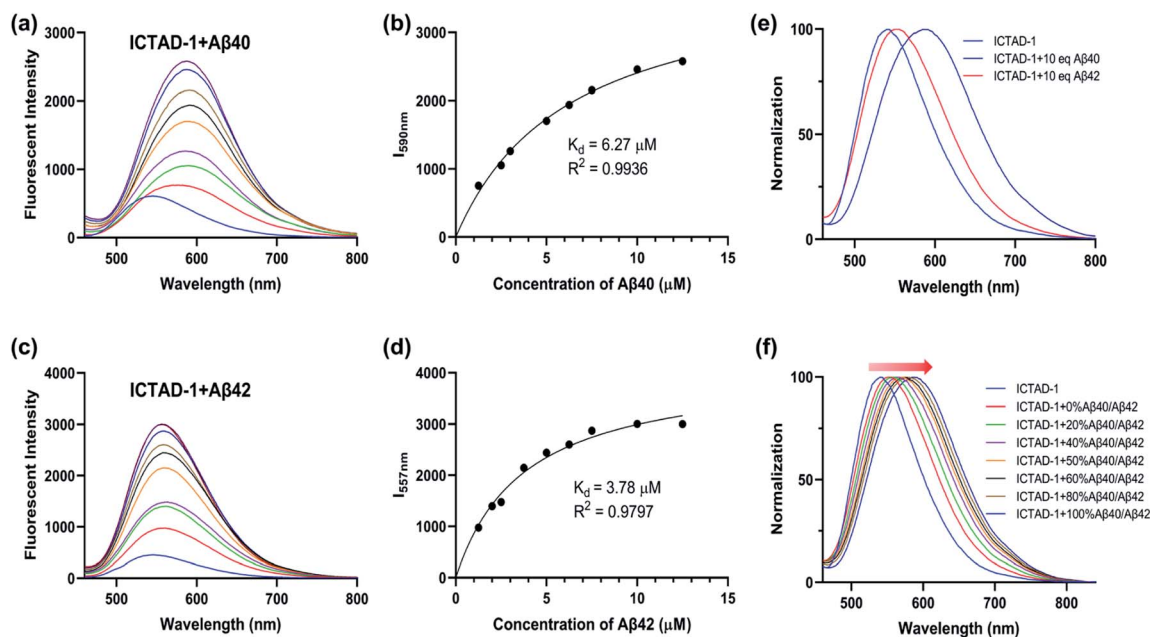 (a)
ICTAD-1+Aβ40
Fluorescent Intensity
3000
2000
1000
0
500 600 700 800
Wavelength (nm)
(b)
I590nm
3000
2000
1000
0
Kd = 6.27 μM
R² = 0.9936
0 5 10 15
Concentration of Aβ40 (μM)
(e)
Normalization
100
50
0
ICTAD-1
ICTAD-1+10 eq Aβ40
ICTAD-1+10 eq Aβ42
500 600 700 800
Wavelength (nm)
(c)
ICTAD-1+Aβ42
Fluorescent Intensity
4000
3000
2000
1000
0
500 600 700 800
Wavelength (nm)
(d)
I557nm
4000
3000
2000
1000
0
Kd = 3.78 μM
R² = 0.9797
0 5 10 15
Concentration of Aβ42 (μM)
(f)
Normalization
100
50
0
ICTAD-1
ICTAD-1+0%Aβ40/Aβ42
ICTAD-1+20%Aβ40/Aβ42
ICTAD-1+40%Aβ40/Aβ42
ICTAD-1+50%Aβ40/Aβ42
ICTAD-1+60%Aβ40/Aβ42
ICTAD-1+80%Aβ40/Aβ42
ICTAD-1+100%Aβ40/Aβ42
500 600 700 800
Wavelength (nm)